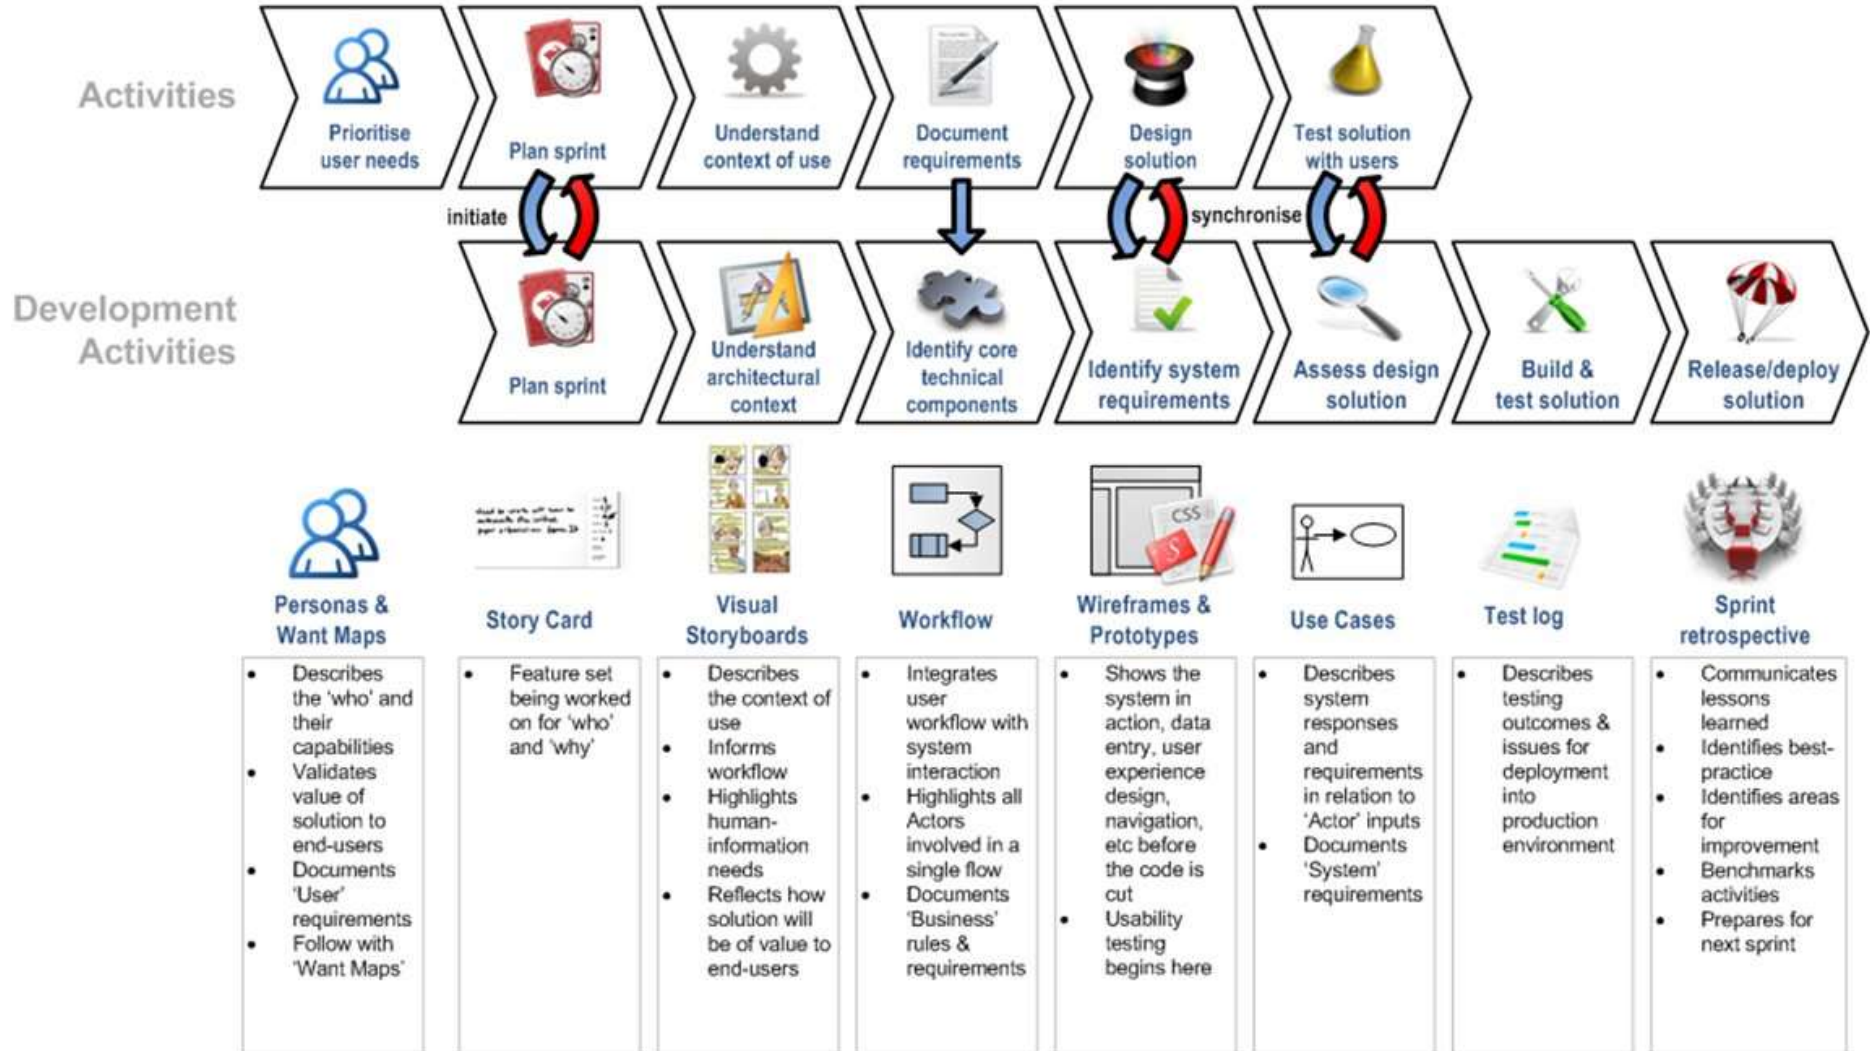 Activities
Prioritise
user needs
Plan sprint
Understand
context of use
Document
requirements
Design
solution
Test solution
with users
initiate
synchronise
Development
Activities
Plan sprint
Understand
architectural
context
Identify core
technical
components
Identify system
requirements
Assess design
solution
Build &
test solution
Release/deploy
solution
CSS
Personas &
Want Maps
Story Card
Visual
Storyboards
Workflow
Wireframes &
Prototypes
Use Cases
Test log
Sprint
retrospective
• Describes
the 'who' and
their
capabilities
• Validates
value of
solution to
end-users
• Documents
'User'
requirements
• Follow with
'Want Maps'
• Feature set
being worked
on for 'who'
and 'why'
• Describes
the context of
use
• Informs
workflow
• Highlights
human-
information
needs
• Reflects how
solution will
be of value to
end-users
• Integrates
user
workflow with
system
interaction
• Highlights all
Actors
involved in a
single flow
• Documents
'Business'
rules &
requirements
• Shows the
system in
action, data
entry, user
experience
design,
navigation,
etc before
the code is
cut
• Usability
testing
begins here
• Describes
system
responses
and
requirements
in relation to
'Actor' inputs
• Documents
'System'
requirements
• Describes
testing
outcomes &
issues for
deployment
into
production
environment
• Communicates
lessons
learned
• Identifies best-
practice
• Identifies areas
for
improvement
• Benchmarks
activities
• Prepares for
next sprint